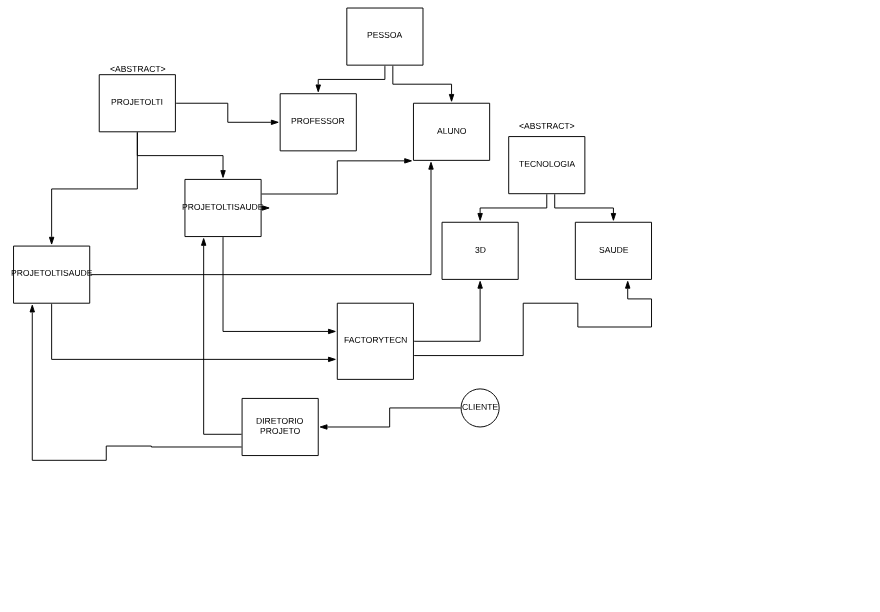 PESSOA
<ABSTRACT>
PROJETOLTI
PROFESSOR
ALUNO
<ABSTRACT>
TECNOLOGIA
PROJETOLTISAUDE
3D
SAUDE
PROJETOLTISAUDE
FACTORYTECN
CLIENTE
DIRETORIO
PROJETO